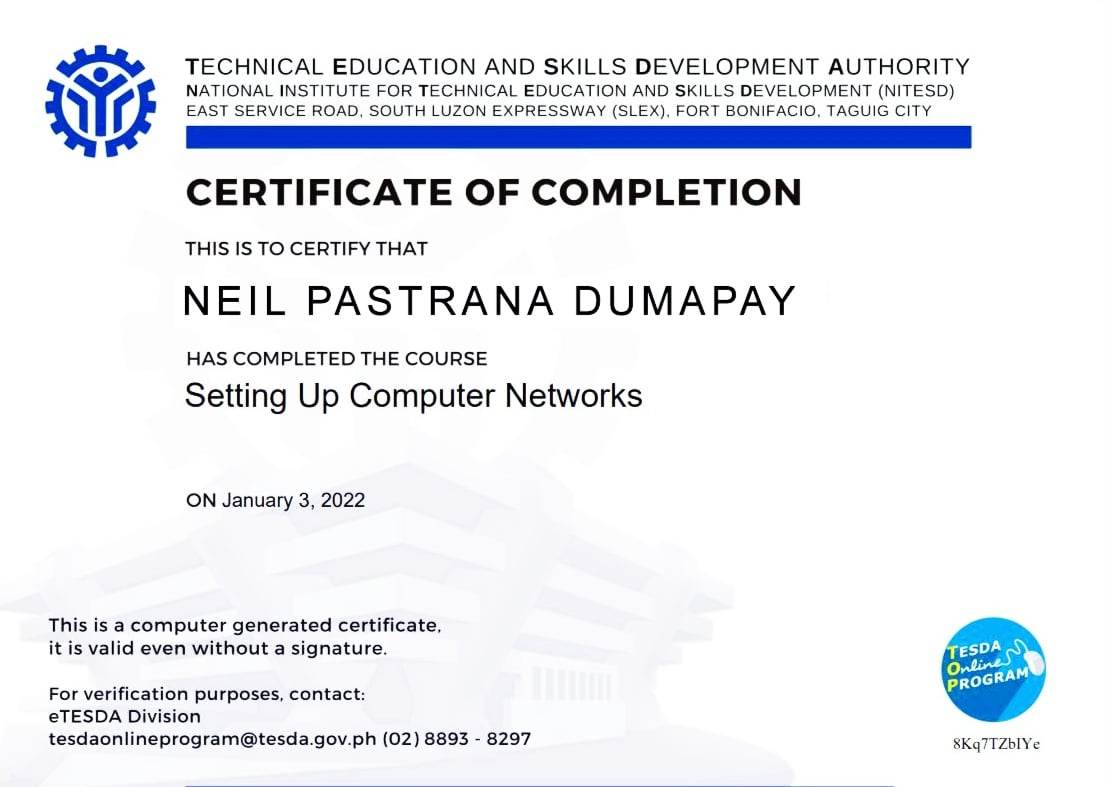 TECHNICAL EDUCATION AND SKILLS DEVELOPMENT AUTHORITY
NATIONAL INSTITUTE FOR TECHNICAL EDUCATION AND SKILLS DEVELOPMENT (NITESD)
EAST SERVICE ROAD, SOUTH LUZON EXPRESSWAY (SLEX), FORT BONIFACIO, TAGUIG CITY
CERTIFICATE OF COMPLETION
THIS IS TO CERTIFY THAT
NEIL PASTRANA DUMAPAY
HAS COMPLETED THE COURSE
Setting Up Computer Networks
ON January 3, 2022
This is a computer generated certificate,
it is valid even without a signature.
For verification purposes, contact:
eTESDA Division
tesdaonlineprogram@tesda.gov.ph (02) 8893 - 8297
TESDA
Online
PROGRAM
8Kq7TZbIYe